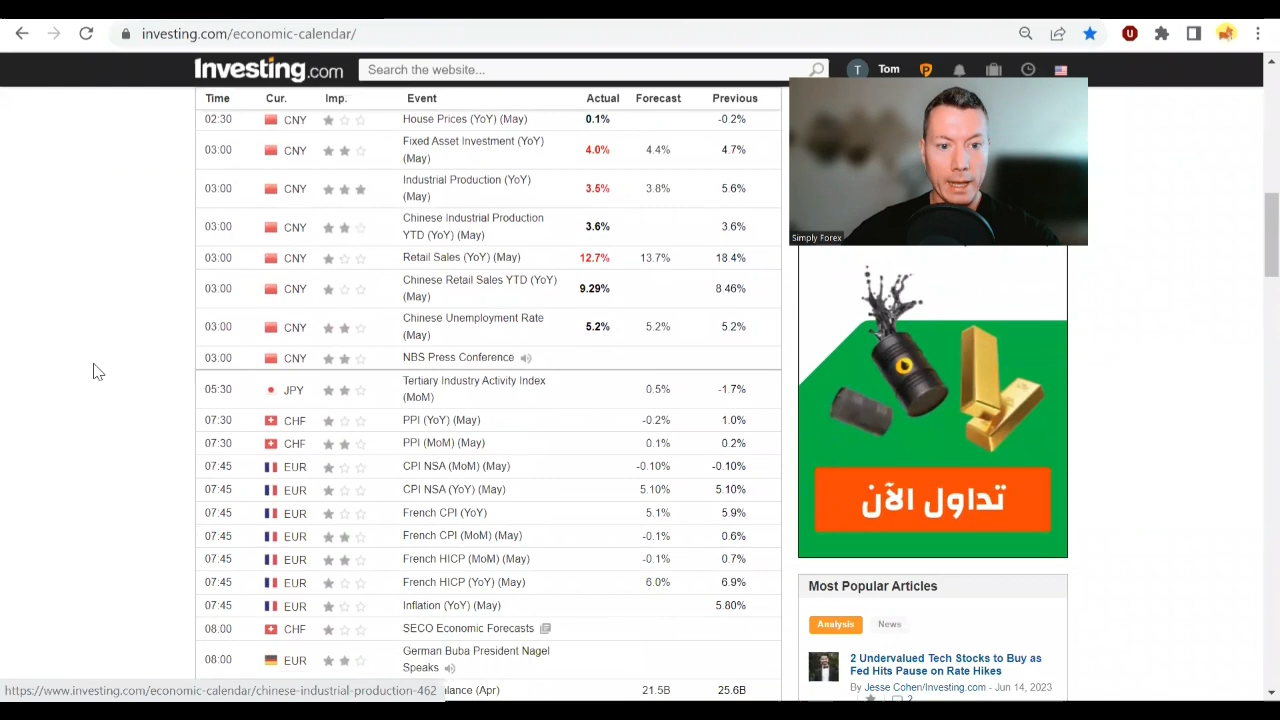 investing.com/economic-calendar/
Investing.com
Search the website...
T Tom
Time Cur. Imp. Event Actual Forecast Previous
02:30 CNY House Prices (YoY) (May) 0.1% -0.2%
03:00 CNY Fixed Asset Investment (YoY) (May) 4.0% 4.4% 4.7%
03:00 CNY Industrial Production (YoY) (May) 3.5% 3.8% 5.6%
03:00 CNY Chinese Industrial Production YTD (YoY) (May) 3.6% 3.6%
03:00 CNY Retail Sales (YoY) (May) 12.7% 13.7% 18.4%
03:00 CNY Chinese Retail Sales YTD (YoY) (May) 9.29% 8.46%
03:00 CNY Chinese Unemployment Rate (May) 5.2% 5.2% 5.2%
03:00 CNY NBS Press Conference
05:30 JPY Tertiary Industry Activity Index (MoM) 0.5% -1.7%
07:30 CHF PPI (YoY) (May) -0.2% 1.0%
07:30 CHF PPI (MoM) (May) 0.1% 0.2%
07:45 EUR CPI NSA (MoM) (May) -0.10% -0.10%
07:45 EUR CPI NSA (YoY) (May) 5.10% 5.10%
07:45 EUR French CPI (YoY) 5.1% 5.9%
07:45 EUR French CPI (MoM) (May) -0.1% 0.6%
07:45 EUR French HICP (MoM) (May) -0.1% 0.7%
07:45 EUR French HICP (YoY) (May) 6.0% 6.9%
07:45 EUR Inflation (YoY) (May) 5.80%
08:00 CHF SECO Economic Forecasts
08:00 EUR German Buba President Nagel Speaks
alance (Apr) 21.5B 25.6B
https://www.investing.com/economic-calendar/chinese-industrial-production-462
Simply Forex
تداول الآن
Most Popular Articles
Analysis News
2 Undervalued Tech Stocks to Buy as
Fed Hits Pause on Rate Hikes
By Jesse Cohen/Investing.com - Jun 14, 2023
2